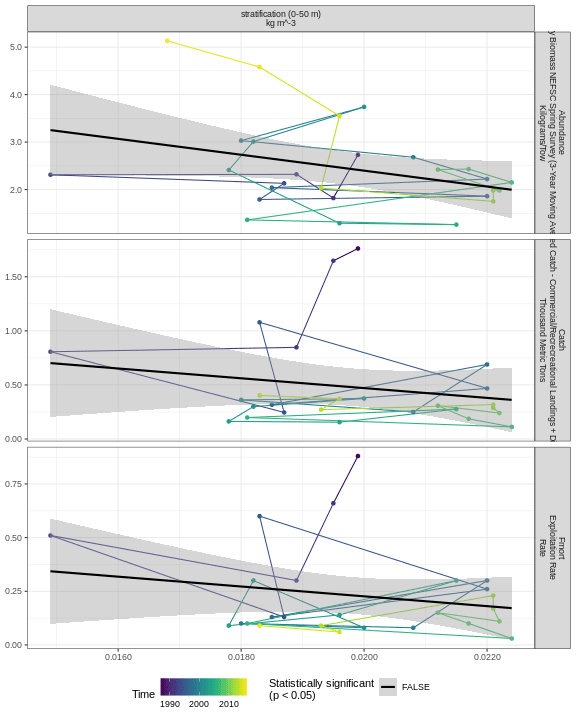 stratification (0-50 m)
kg m^-3
5.0
4.0
3.0
2.0
Abundance
y Biomass NEFSC Spring Survey (3-Year Moving Ave
Kilograms/Tow
1.50
1.00
0.50
0.00
Catch
ed Catch - Commercial/Recreational Landings + D
Thousand Metric Tons
0.75
0.50
0.25
0.00
Fmort
Exploitation Rate
Rate
0.0160
0.0180
0.0200
0.0220
Time
1990
2000
2010
Statistically significant
(p < 0.05)
FALSE